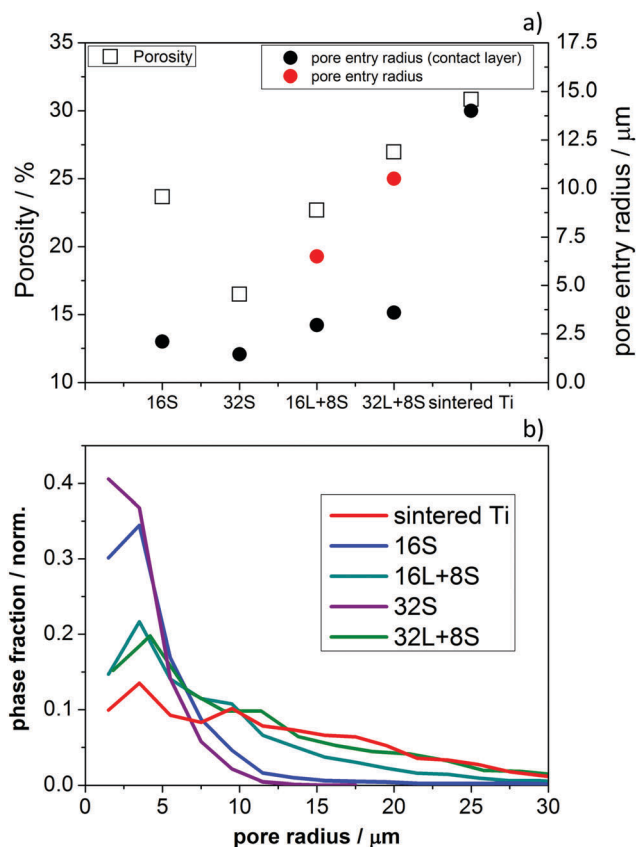 a)
Porosity
pore entry radius (contact layer)
pore entry radius
35
30
25
20
15
10
Porosity / %
17.5
15.0
12.5
10.0
7.5
5.0
2.5
0.0
pore entry radius / μm
16S 32S 16L+8S 32L+8S sintered Ti
b)
sintered Ti
16S
16L+8S
32S
32L+8S
0.4
0.3
0.2
0.1
0.0
phase fraction / norm.
0 5 10 15 20 25 30
pore radius / μm